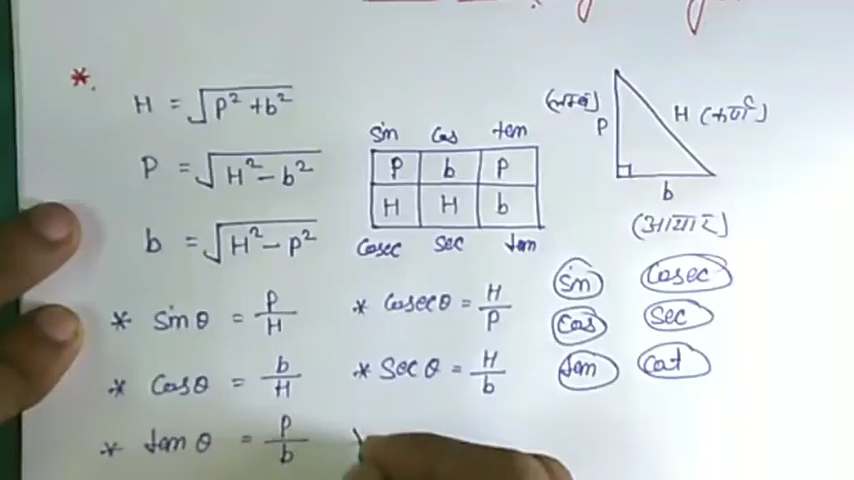 *.
H = √P² + b²
P = √H² - b²
b = √H² - P²
sin cos tan
P b P
H H b
cosec sec tan
(लम्ब)
P
H (कर्ण)
b
(आधार)
sin cosec
cos sec
tan cot
* sin θ = P/H
* cosec θ = H/P
* cos θ = b/H
* sec θ = H/b
* tan θ = P/b